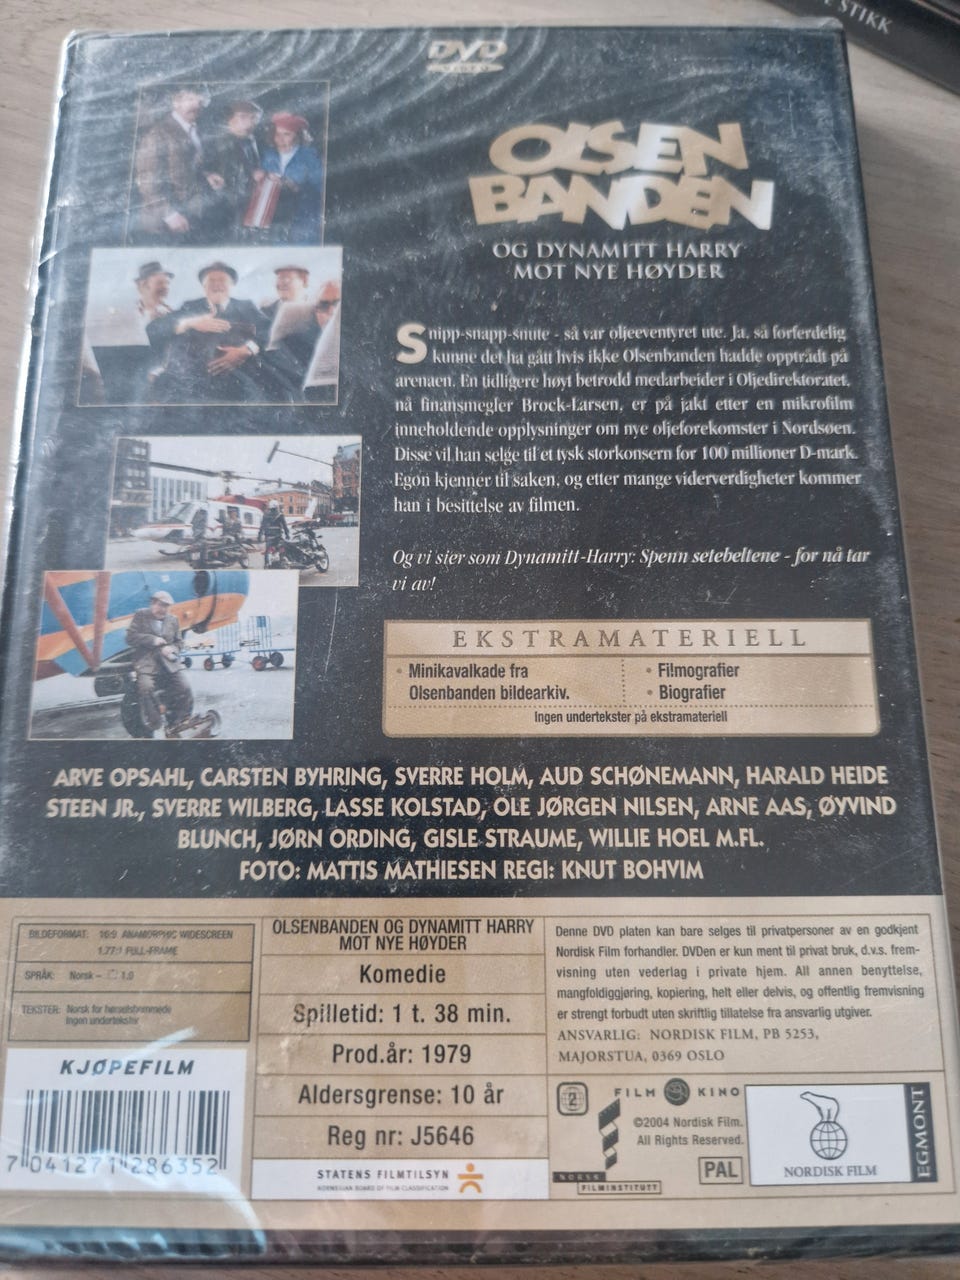 STIKK
DVD
VIDEO
OLSEN
BANDEN
OG DYNAMITT HARRY
MOT NYE HØYDER
Snipp-snapp-snute - så var oljeeventyret ute. Ja, så forferdelig
kunne det ha gått hvis ikke Olsenbanden hadde opptrådt på
arenaen. En tidligere høyt betrodd medarbeider i Oljedirektoratet,
nå finansmegler Brock-Larsen, er på jakt etter en mikrofilm
inneholdende opplysninger om nye oljeforekomster i Nordsøen.
Disse vil han selge til et tysk storkonsern for 100 millioner D-mark.
Egon kjenner til saken, og etter mange viderverdigheter kommer
han i besittelse av filmen.
Og vi sier som Dynamitt-Harry: Spenn setebeltene - for nå tar
vi av!
EKSTRAMATERIELL
• Minikavalkade fra
Olsenbanden bildearkiv.
• Filmografier
• Biografier
Ingen undertekster på ekstramateriell
ARVE OPSAHL, CARSTEN BYHRING, SVERRE HOLM, AUD SCHØNEMANN, HARALD HEIDE
STEEN JR., SVERRE WILBERG, LASSE KOLSTAD, OLE JØRGEN NILSEN, ARNE AAS, ØYVIND
BLUNCH, JØRN ORDING, GISLE STRAUME, WILLIE HOEL M.FL.
FOTO: MATTIS MATHIESEN REGI: KNUT BOHVIM
BILDEFORMAT: 16:9 ANAMORPHIC WIDESCREEN
1.77:1 FULL-FRAME
SPRÅK: Norsk – 1.0
TEKSTER: Norsk for hørselshemmede
Ingen undertekster
KJØPEFILM
7 041271 286352
OLSENBANDEN OG DYNAMITT HARRY
MOT NYE HØYDER
Komedie
Spilletid: 1 t. 38 min.
Prod.år: 1979
Aldersgrense: 10 år
Reg nr: J5646
STATENS FILMTILSYN
NORWEGIAN BOARD OF FILM CLASSIFICATION
Denne DVD platen kan bare selges til privatpersoner av en godkjent
Nordisk Film forhandler. DVDen er kun ment til privat bruk, d.v.s. frem-
visning uten vederlag i private hjem. All annen benyttelse,
mangfoldiggjøring, kopiering, helt eller delvis, og offentlig fremvisning
er strengt forbudt uten skriftlig tillatelse fra ansvarlig utgiver.
ANSVARLIG: NORDISK FILM, PB 5253,
MAJORSTUA, 0369 OSLO
2
FILM KINO
©2004 Nordisk Film.
All Rights Reserved.
PAL
NORSK
FILMINSTITUTT
NORDISK FILM
EGMONT